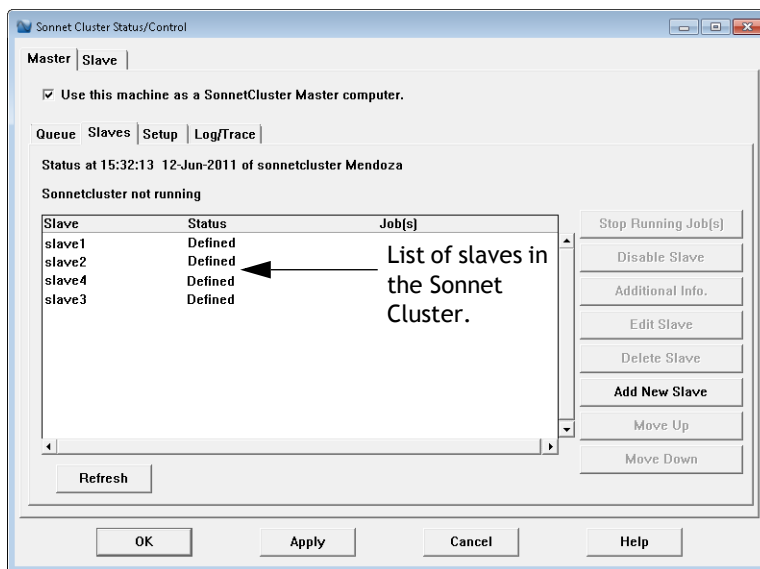 Sonnet Cluster Status/Control
Master Slave
Use this machine as a SonnetCluster Master computer.
Queue Slaves Setup Log/Trace
Status at 15:32:13 12-Jun-2011 of sonnetcluster Mendoza
Sonnetcluster not running
Slave Status Job(s)
slave1 Defined
slave2 Defined
slave4 Defined
slave3 Defined
List of slaves in
the Sonnet
Cluster.
Stop Running Job(s)
Disable Slave
Additional Info.
Edit Slave
Delete Slave
Add New Slave
Move Up
Move Down
Refresh
OK Apply Cancel Help